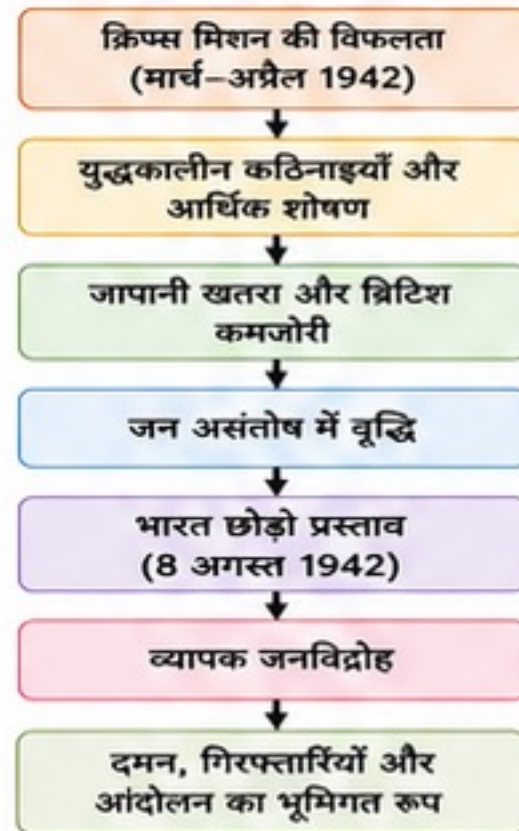 क्रिप्स मिशन की विफलता
(मार्च–अप्रैल 1942)
युद्धकालीन कठिनाइयाँ और
आर्थिक शोषण
जापानी खतरा और ब्रिटिश
कमजोरी
जन असंतोष में वृद्धि
भारत छोड़ो प्रस्ताव
(8 अगस्त 1942)
व्यापक जनविद्रोह
दमन, गिरफ्तारियों और
आंदोलन का भूमिगत रूप